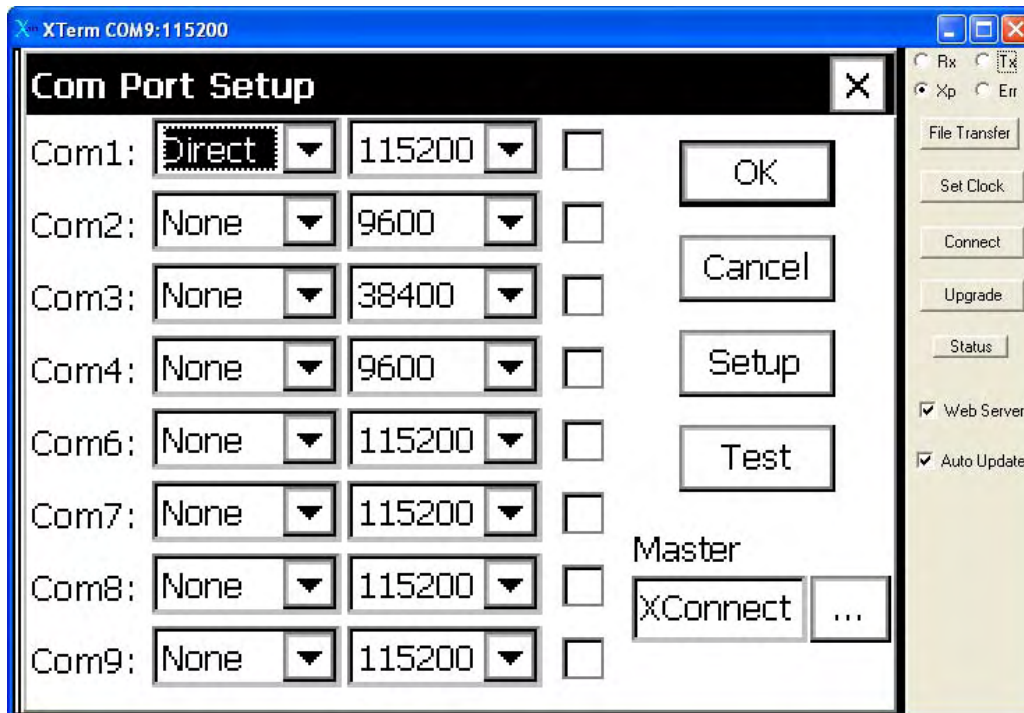 XTerm COM9:115200
Com Port Setup
Rx Tx
Xp Err
Com1: Direct 115200
Com2: None 9600
Com3: None 38400
Com4: None 9600
Com6: None 115200
Com7: None 115200
Com8: None 115200
Com9: None 115200
OK
Cancel
Setup
Test
Master
XConnect ...
File Transfer
Set Clock
Connect
Upgrade
Status
Web Server
Auto Update